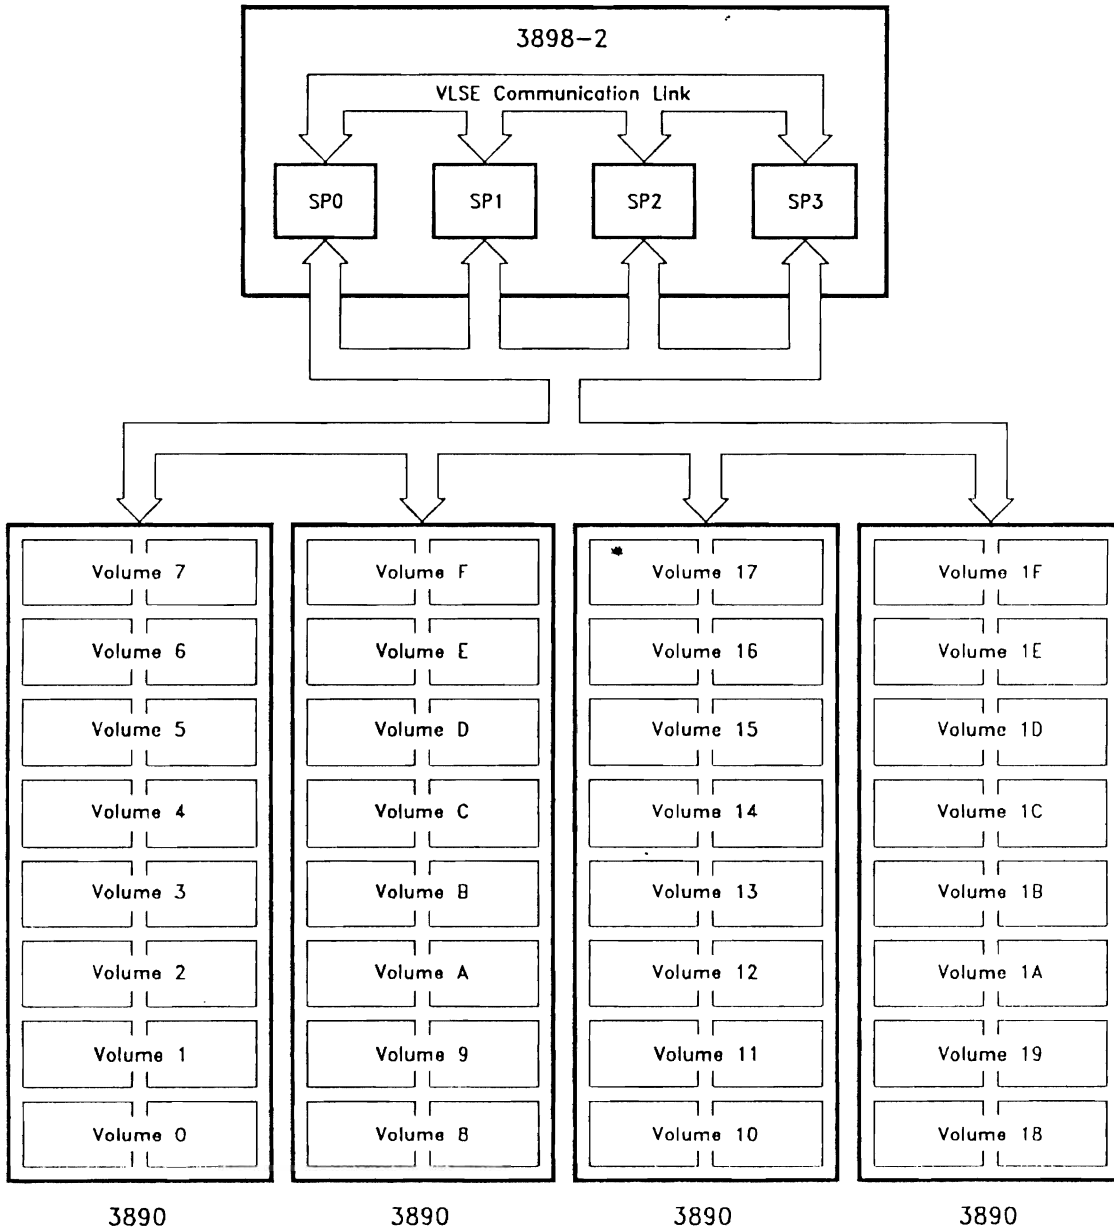 3898-2
VLSE Communication Link
SP0 SP1 SP2 SP3
Volume 7 Volume F Volume 17 Volume 1F
Volume 6 Volume E Volume 16 Volume 1E
Volume 5 Volume D Volume 15 Volume 1D
Volume 4 Volume C Volume 14 Volume 1C
Volume 3 Volume B Volume 13 Volume 1B
Volume 2 Volume A Volume 12 Volume 1A
Volume 1 Volume 9 Volume 11 Volume 19
Volume 0 Volume 8 Volume 10 Volume 18
3890 3890 3890 3890